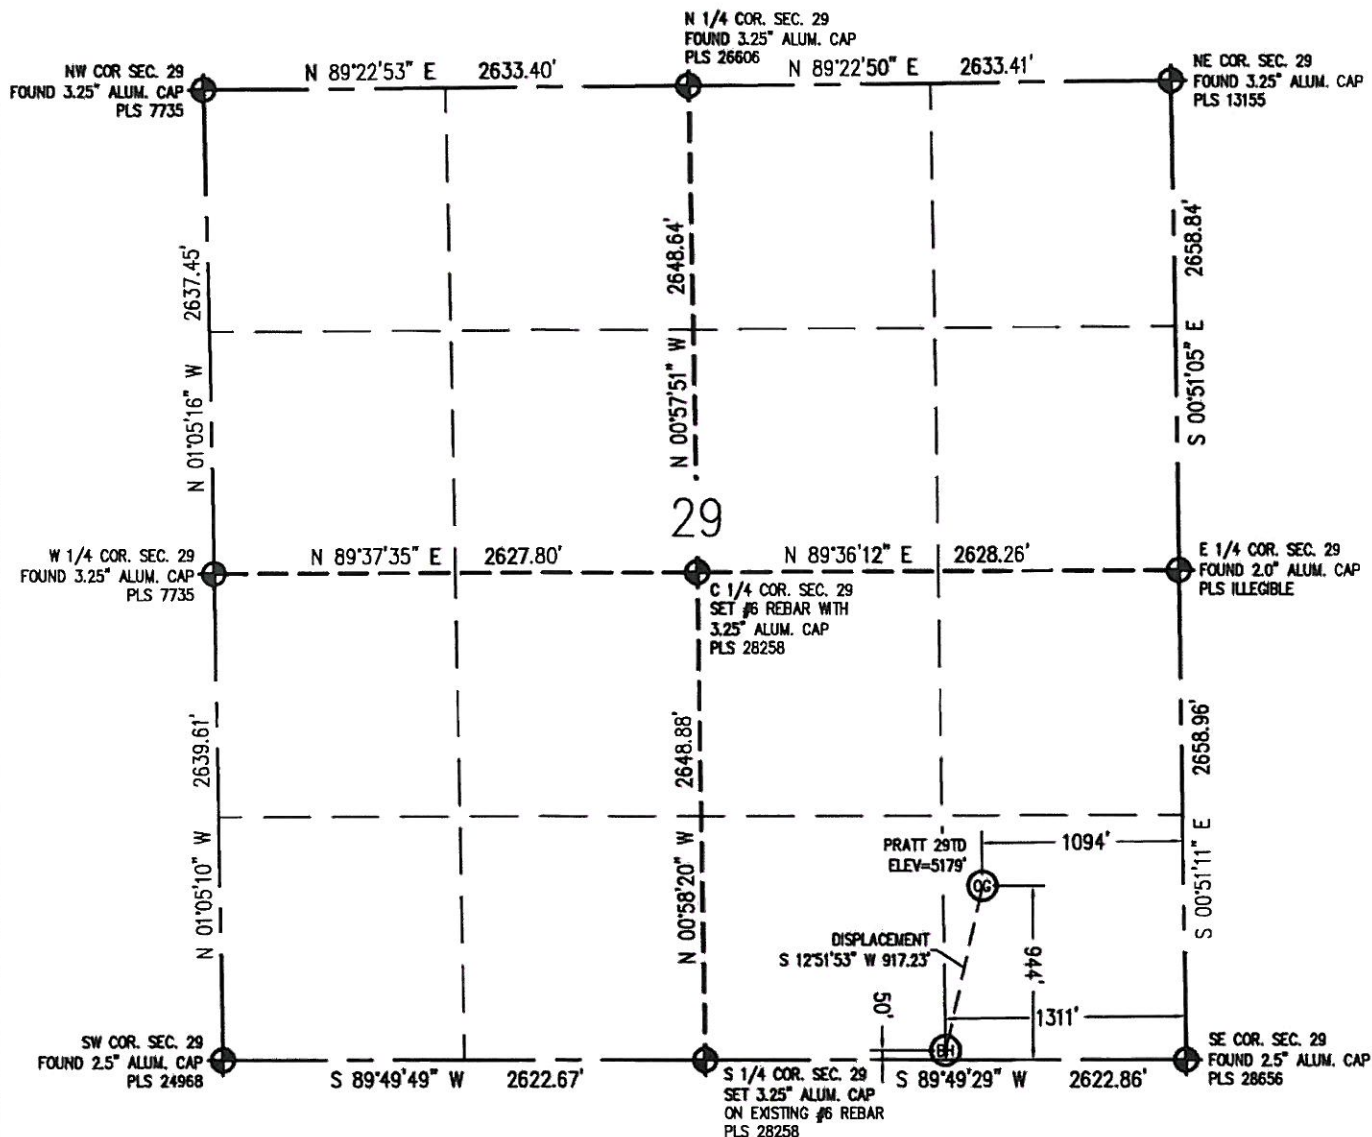 N 1/4 COR. SEC. 29
FOUND 3.25" ALUM. CAP
PLS 26606
NW COR SEC. 29
FOUND 3.25" ALUM. CAP
PLS 7735
N 89°22'53" E 2633.40'
N 89°22'50" E 2633.41'
NE COR. SEC. 29
FOUND 3.25" ALUM. CAP
PLS 13155
2637.45'
N 01°05'16" W
2648.64'
N 00°57'51" W
2658.84'
S 00°51'05" E
29
W 1/4 COR. SEC. 29
FOUND 3.25" ALUM. CAP
PLS 7735
N 89°37'35" E 2627.80'
N 89°36'12" E 2628.26'
E 1/4 COR. SEC. 29
FOUND 2.0" ALUM. CAP
PLS ILLEGIBLE
C 1/4 COR. SEC. 29
SET #6 REBAR WITH
3.25" ALUM. CAP
PLS 28258
2639.61'
N 01°05'10" W
2648.88'
N 00°58'20" W
2658.96'
S 00°51'11" E
PRATT 29TD
ELEV=5179'
1094'
OG
DISPLACEMENT
S 12°51'53" W 917.23'
944'
50'
1311'
BH
SW COR. SEC. 29
FOUND 2.5" ALUM. CAP
PLS 24968
S 89°49'49" W 2622.67'
S 1/4 COR. SEC. 29
SET 3.25" ALUM. CAP
ON EXISTING #6 REBAR
PLS 28258
S 89°49'29" W 2622.86'
SE COR. SEC. 29
FOUND 2.5" ALUM. CAP
PLS 28656